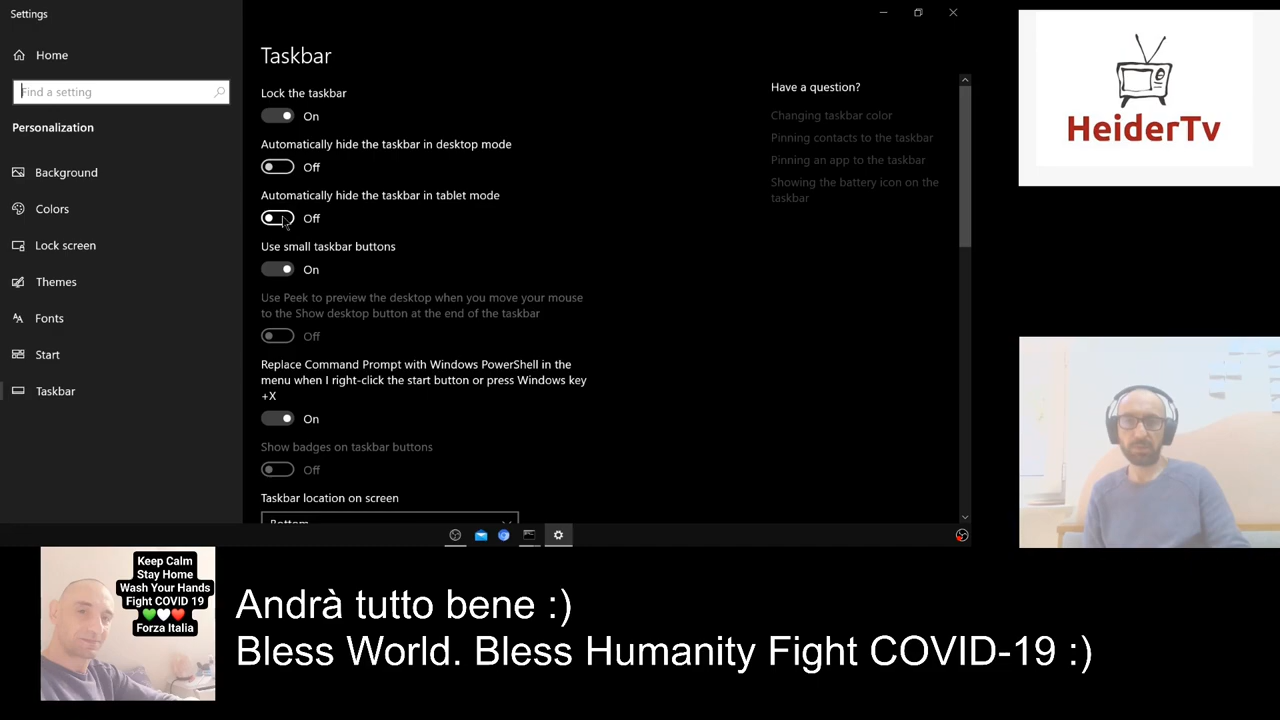 Settings
Home
Find a setting
Personalization
Background
Colors
Lock screen
Themes
Fonts
Start
Taskbar
Taskbar
Lock the taskbar
On
Automatically hide the taskbar in desktop mode
Off
Automatically hide the taskbar in tablet mode
Off
Use small taskbar buttons
On
Use Peek to preview the desktop when you move your mouse
to the Show desktop button at the end of the taskbar
Off
Replace Command Prompt with Windows PowerShell in the
menu when I right-click the start button or press Windows key
+X
On
Show badges on taskbar buttons
Off
Taskbar location on screen
Bottom
Have a question?
Changing taskbar color
Pinning contacts to the taskbar
Pinning an app to the taskbar
Showing the battery icon on the
taskbar
HeiderTv
Keep Calm
Stay Home
Wash Your Hands
Fight COVID 19
💚🤍❤️
Forza Italia
Andrà tutto bene :)
Bless World. Bless Humanity Fight COVID-19 :)